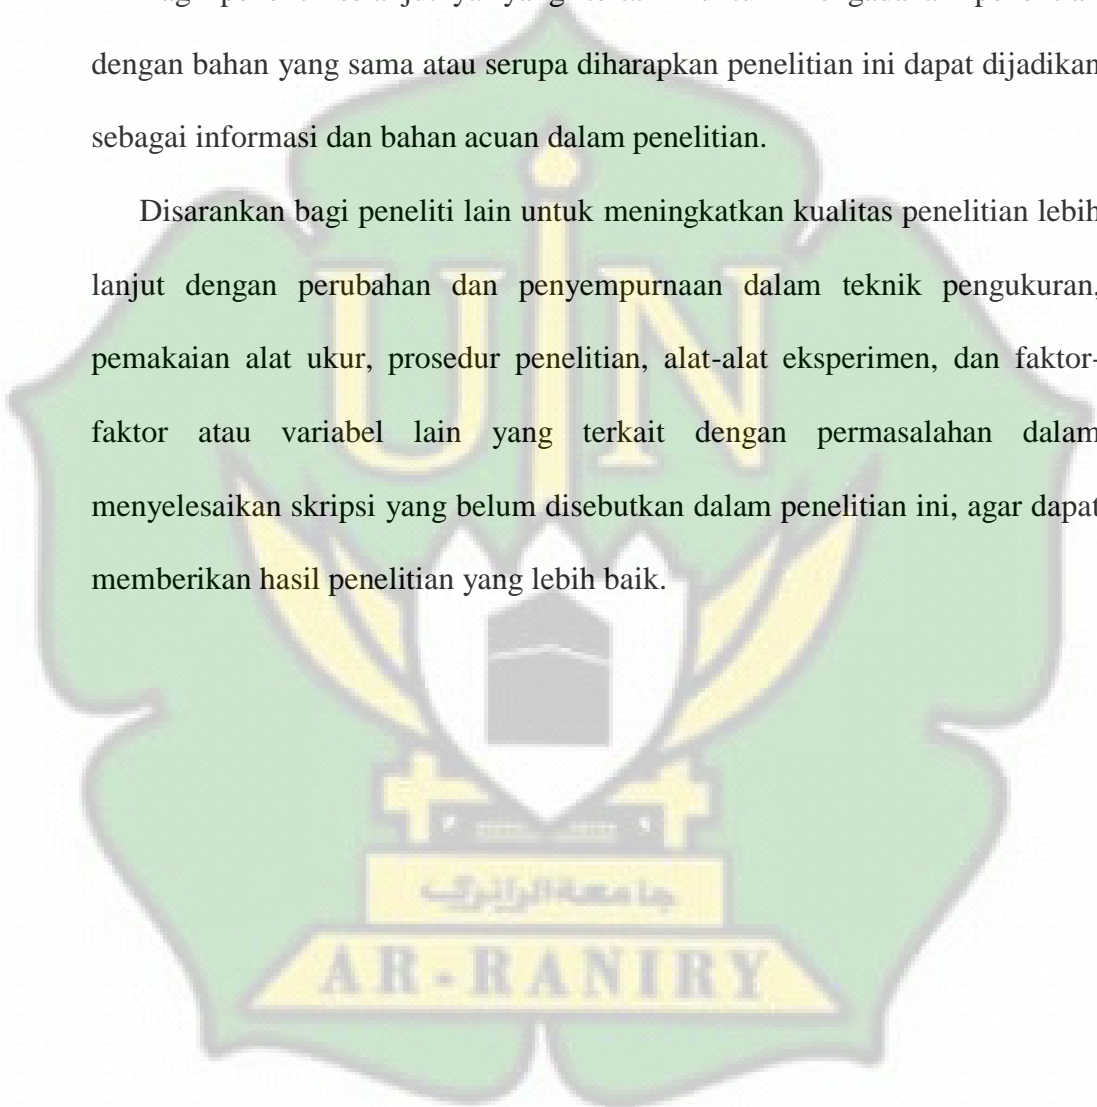 dengan bahan yang sama atau serupa diharapkan penelitian ini dapat dijadikan
sebagai informasi dan bahan acuan dalam penelitian.
Disarankan bagi peneliti lain untuk meningkatkan kualitas penelitian lebih
lanjut dengan perubahan dan penyempurnaan dalam teknik pengukuran,
pemakaian alat ukur, prosedur penelitian, alat-alat eksperimen, dan faktor-
faktor atau variabel lain yang terkait dengan permasalahan dalam
menyelesaikan skripsi yang belum disebutkan dalam penelitian ini, agar dapat
memberikan hasil penelitian yang lebih baik.
UIN
جامعة الرانري
AR-RANIRY